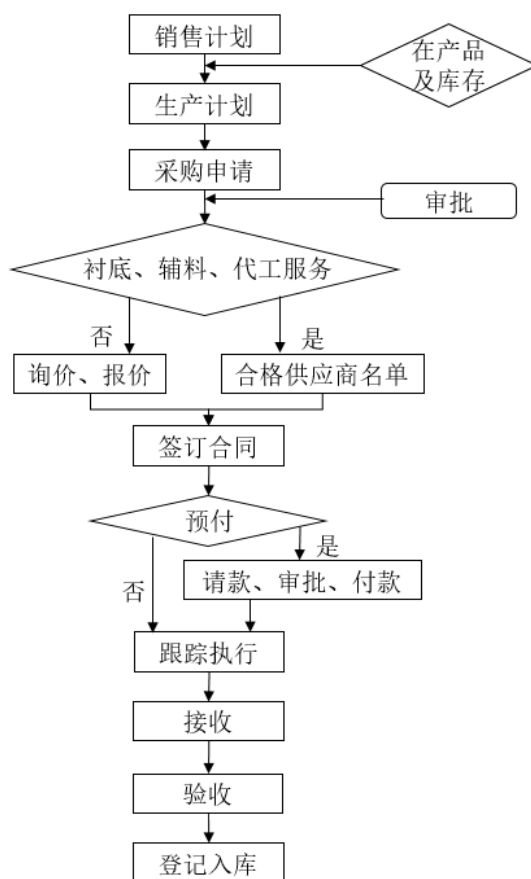 销售计划
在产品
及库存
生产计划
采购申请
审批
衬底、辅料、代工服务
否
是
询价、报价
合格供应商名单
签订合同
预付
是
否
请款、审批、付款
跟踪执行
接收
验收
登记入库